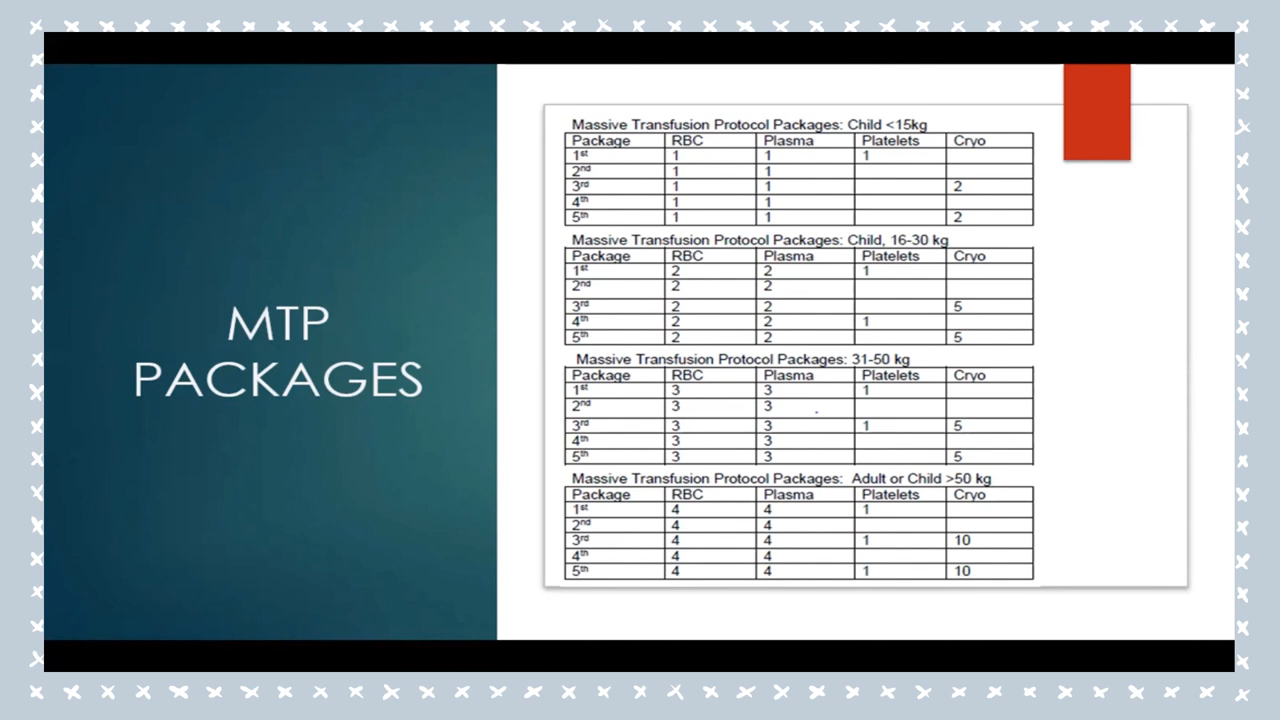 MTP
PACKAGES
Massive Transfusion Protocol Packages: Child <15kg
Package RBC Plasma Platelets Cryo
1st 1 1 1
2nd 1 1
3rd 1 1 2
4th 1 1
5th 1 1 2
Massive Transfusion Protocol Packages: Child, 16-30 kg
Package RBC Plasma Platelets Cryo
1st 2 2 1
2nd 2 2
3rd 2 2 5
4th 2 2 1
5th 2 2 5
Massive Transfusion Protocol Packages: 31-50 kg
Package RBC Plasma Platelets Cryo
1st 3 3 1
2nd 3 3
3rd 3 3 1 5
4th 3 3
5th 3 3 5
Massive Transfusion Protocol Packages: Adult or Child >50 kg
Package RBC Plasma Platelets Cryo
1st 4 4 1
2nd 4 4
3rd 4 4 1 10
4th 4 4
5th 4 4 1 10